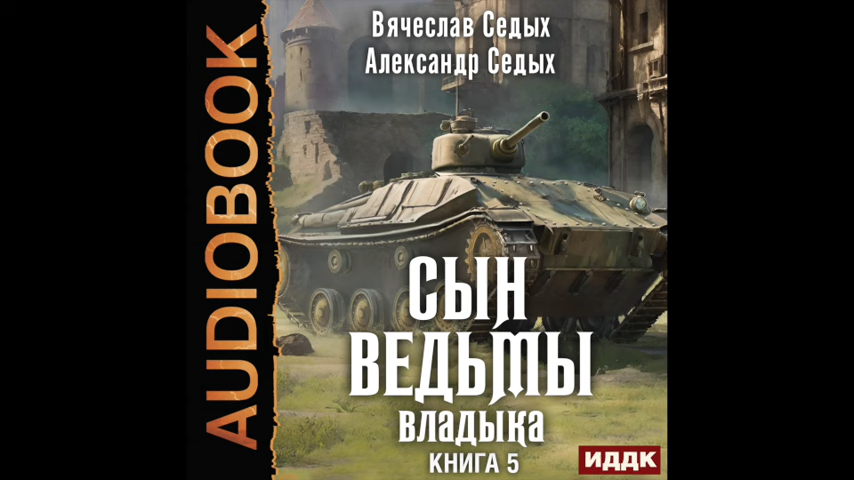 AUDIOBOOK
Вячеслав Седых
Александр Седых
СЫН
ВЕДЬМЫ
ВЛАДЫКА
КНИГА 5
ИДДК